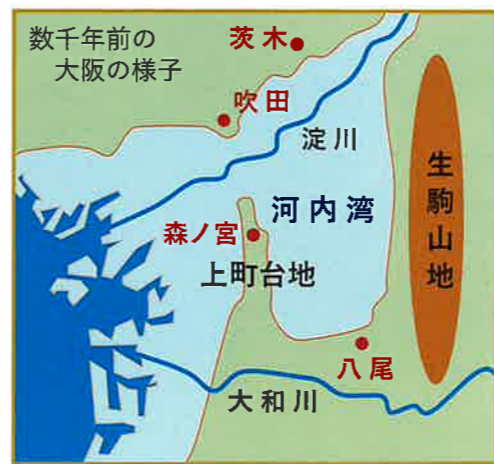 数千年前の
大阪の様子
茨木
吹田
淀川
生駒山地
河内湾
森ノ宮
上町台地
八尾
大和川